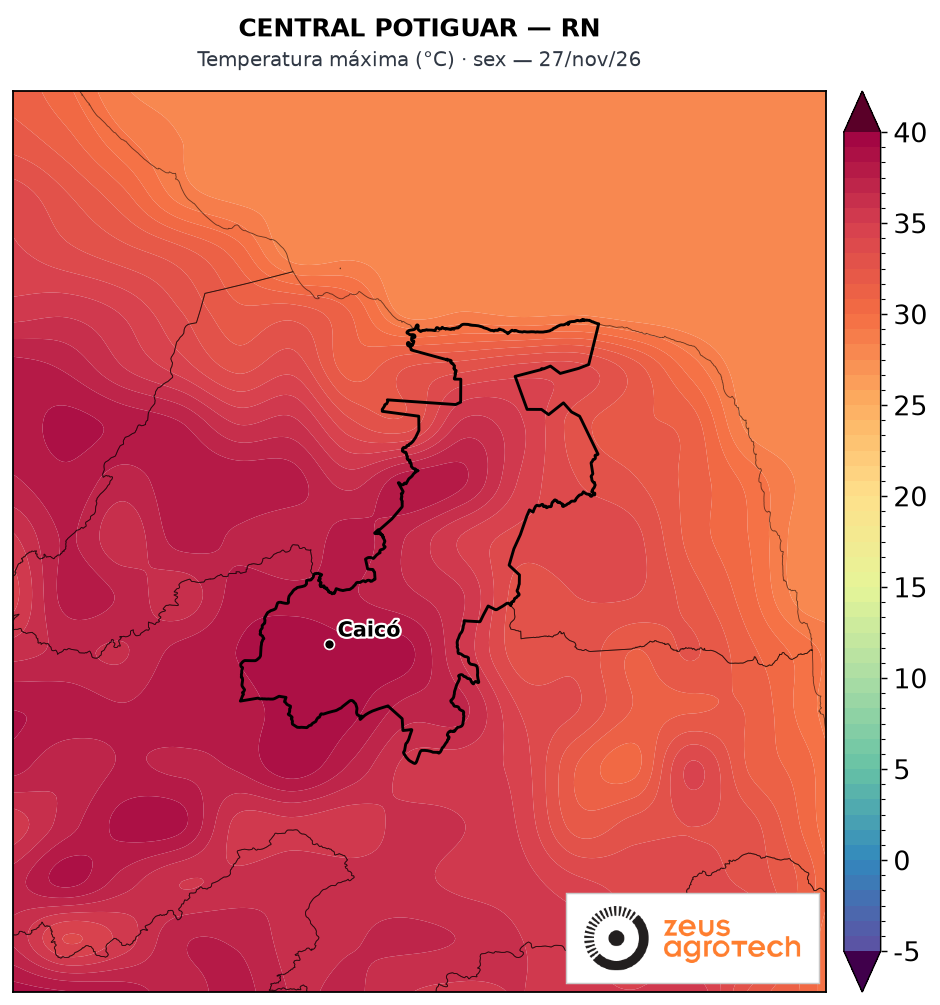 CENTRAL POTIGUAR — RN
Temperatura máxima (°C) · sex — 27/nov/26
40
35
30
25
20
15
10
5
0
-5
Caicó
zeus
agrotech